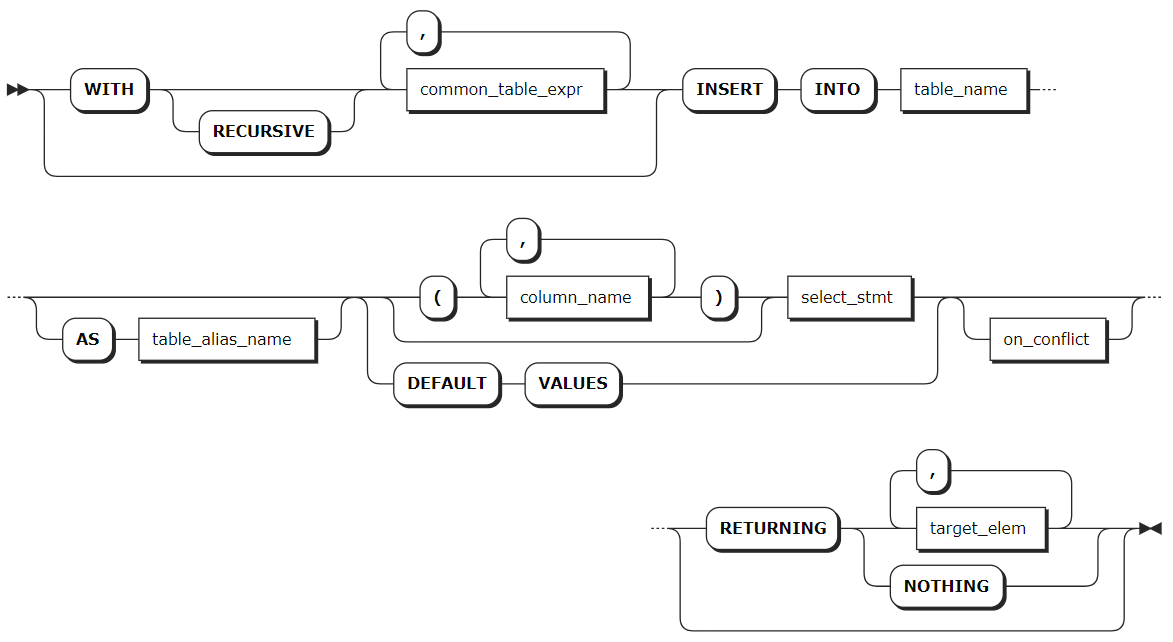 ,
WITH common_table_expr INSERT INTO table_name
RECURSIVE
,
( column_name ) select_stmt
AS table_alias_name on_conflict
DEFAULT VALUES
,
RETURNING target_elem
NOTHING